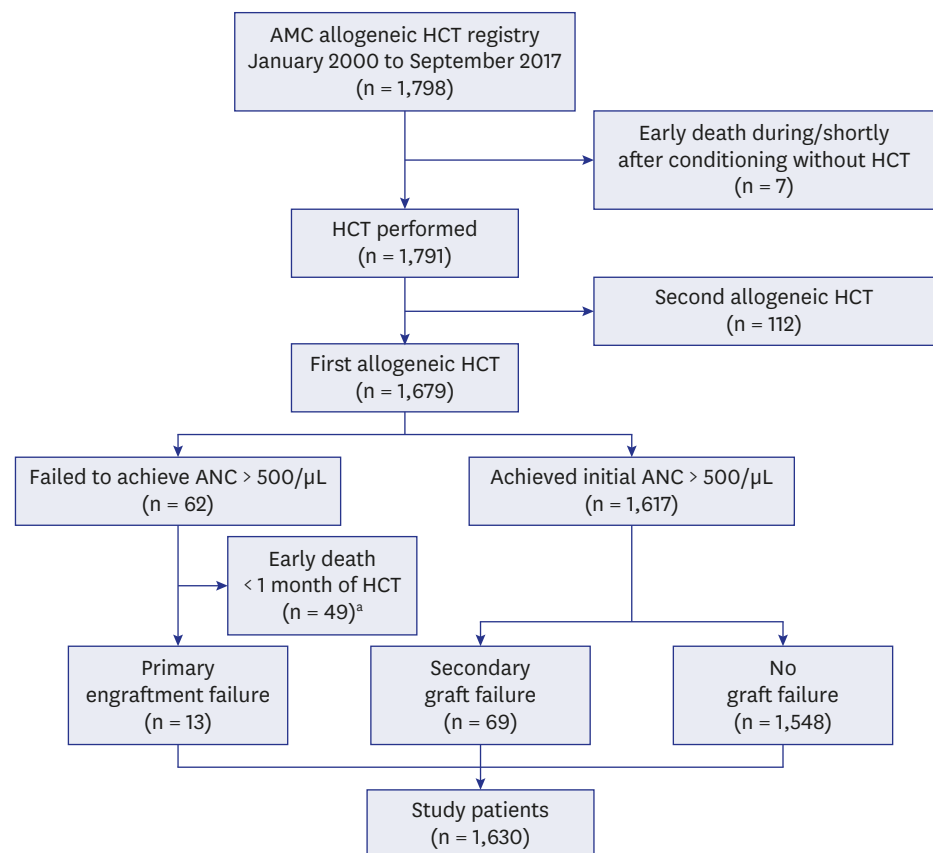 AMC allogeneic HCT registry
January 2000 to September 2017
(n = 1,798)
Early death during/shortly
after conditioning without HCT
(n = 7)
HCT performed
(n = 1,791)
Second allogeneic HCT
(n = 112)
First allogeneic HCT
(n = 1,679)
Failed to achieve ANC > 500/µL
(n = 62)
Achieved initial ANC > 500/µL
(n = 1,617)
Early death
< 1 month of HCT
(n = 49)ᵃ
Primary
engraftment failure
(n = 13)
Secondary
graft failure
(n = 69)
No
graft failure
(n = 1,548)
Study patients
(n = 1,630)